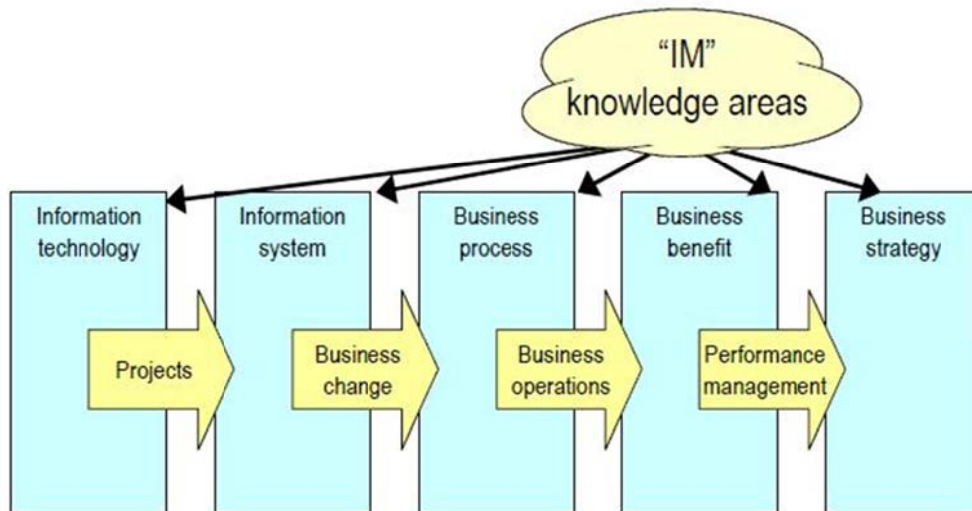 “IM”
knowledge areas
Information
technology
Information
system
Business
process
Business
benefit
Business
strategy
Projects
Business
change
Business
operations
Performance
management